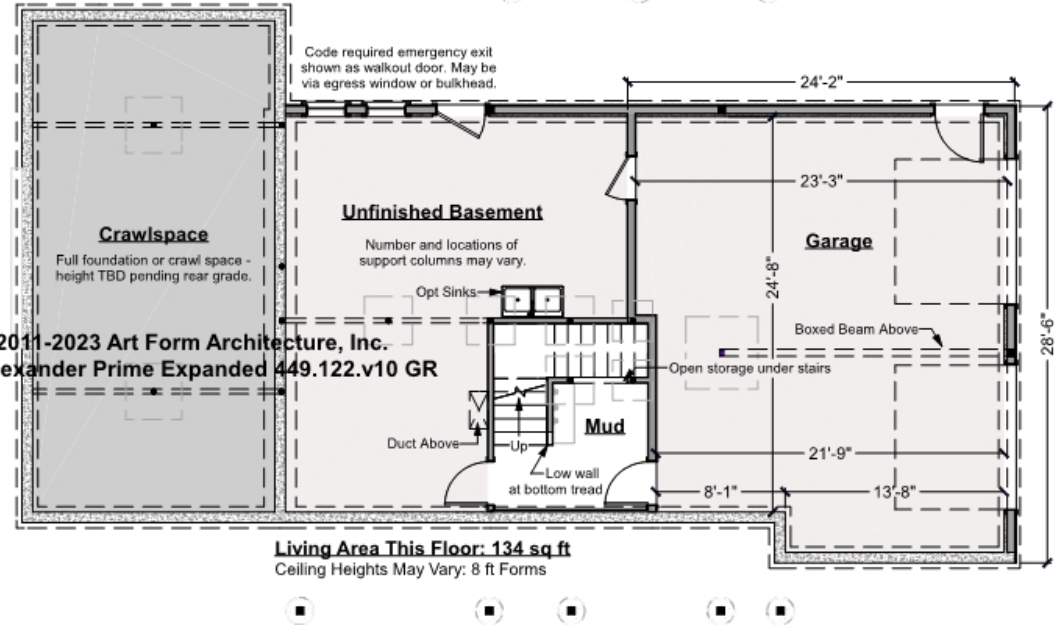 Code required emergency exit
shown as walkout door. May be
via egress window or bulkhead.
24'-2"
23'-3"
Unfinished Basement
Number and locations of
support columns may vary.
Crawlspace
Full foundation or crawl space -
height TBD pending rear grade.
Garage
24'-8"
28'-6"
Opt Sinks
2011-2023 Art Form Architecture, Inc.
exander Prime Expanded 449.122.v10 GR
Boxed Beam Above
Open storage under stairs
Mud
Duct Above
Up
Low wall
at bottom tread
21'-9"
8'-1"
13'-8"
Living Area This Floor: 134 sq ft
Ceiling Heights May Vary: 8 ft Forms